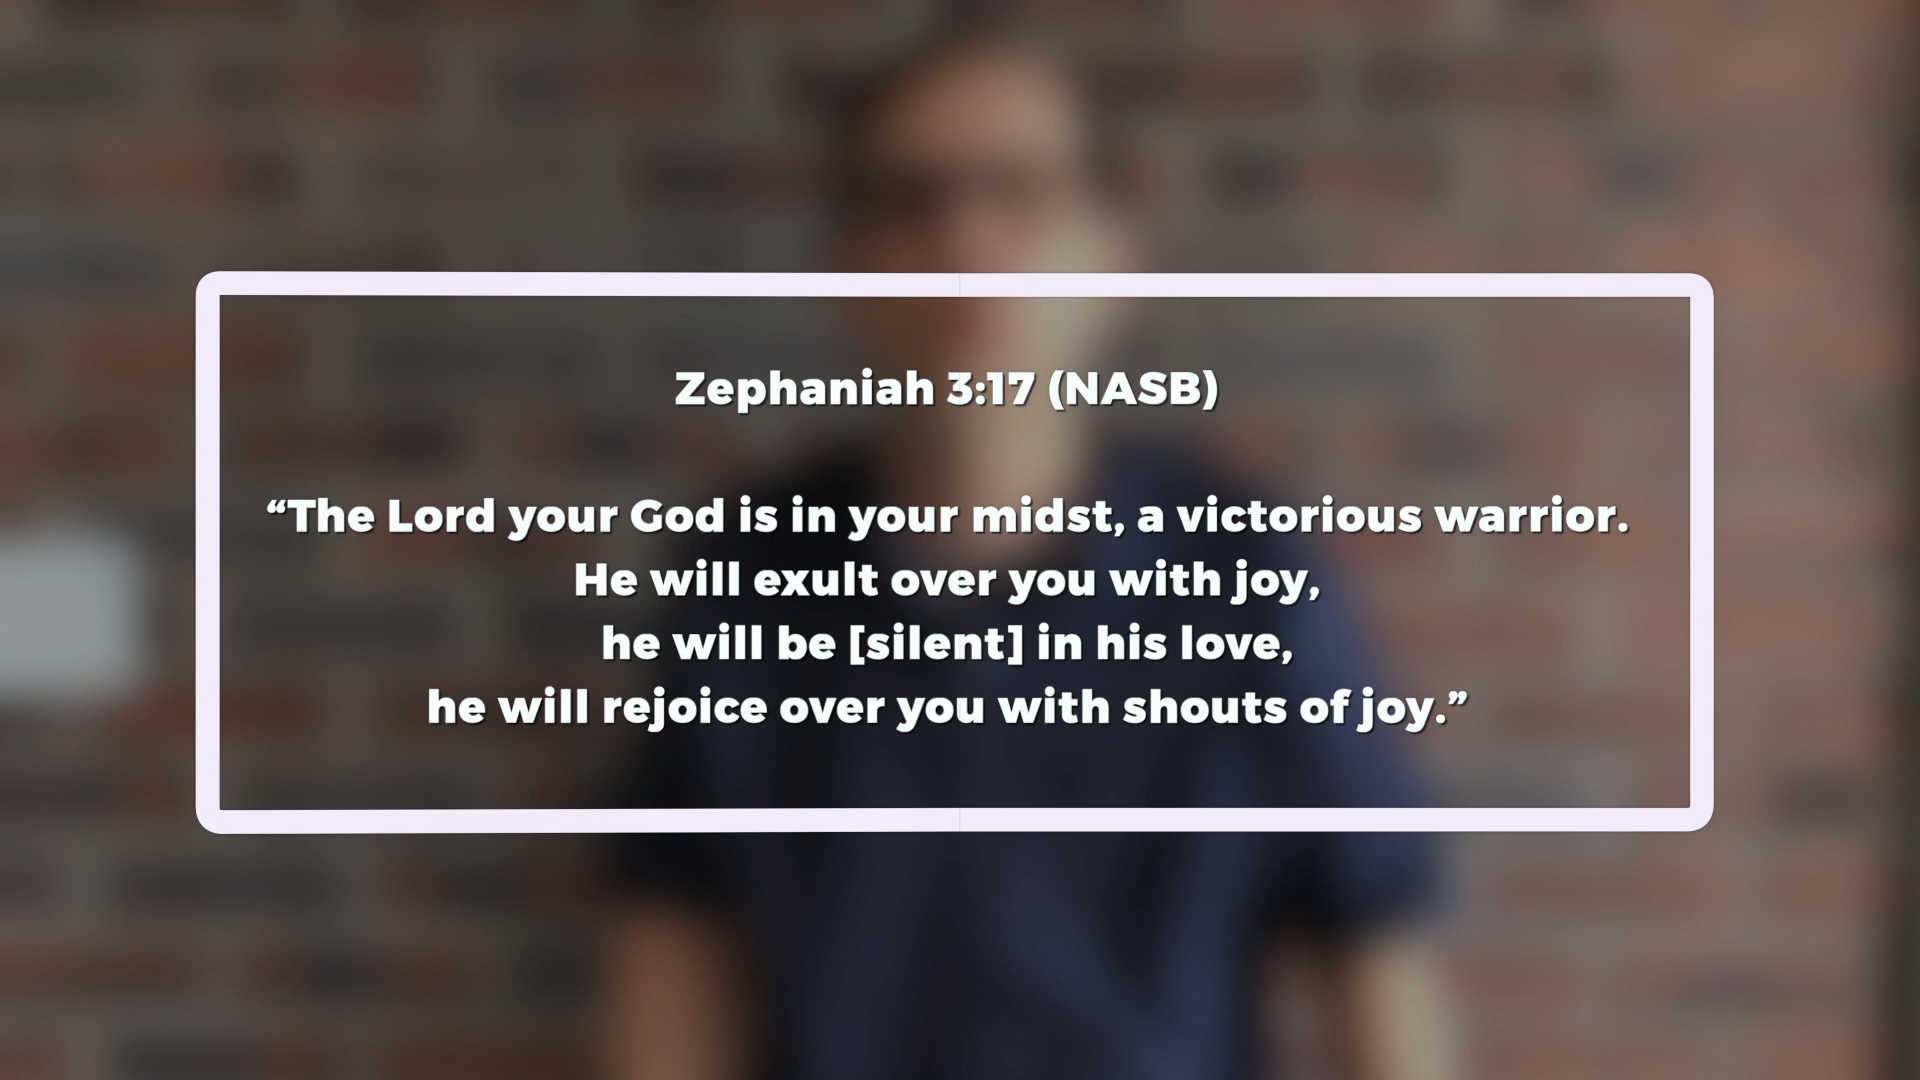 Zephaniah 3:17 (NASB)
“The Lord your God is in your midst, a victorious warrior.
He will exult over you with joy,
he will be [silent] in his love,
he will rejoice over you with shouts of joy.”